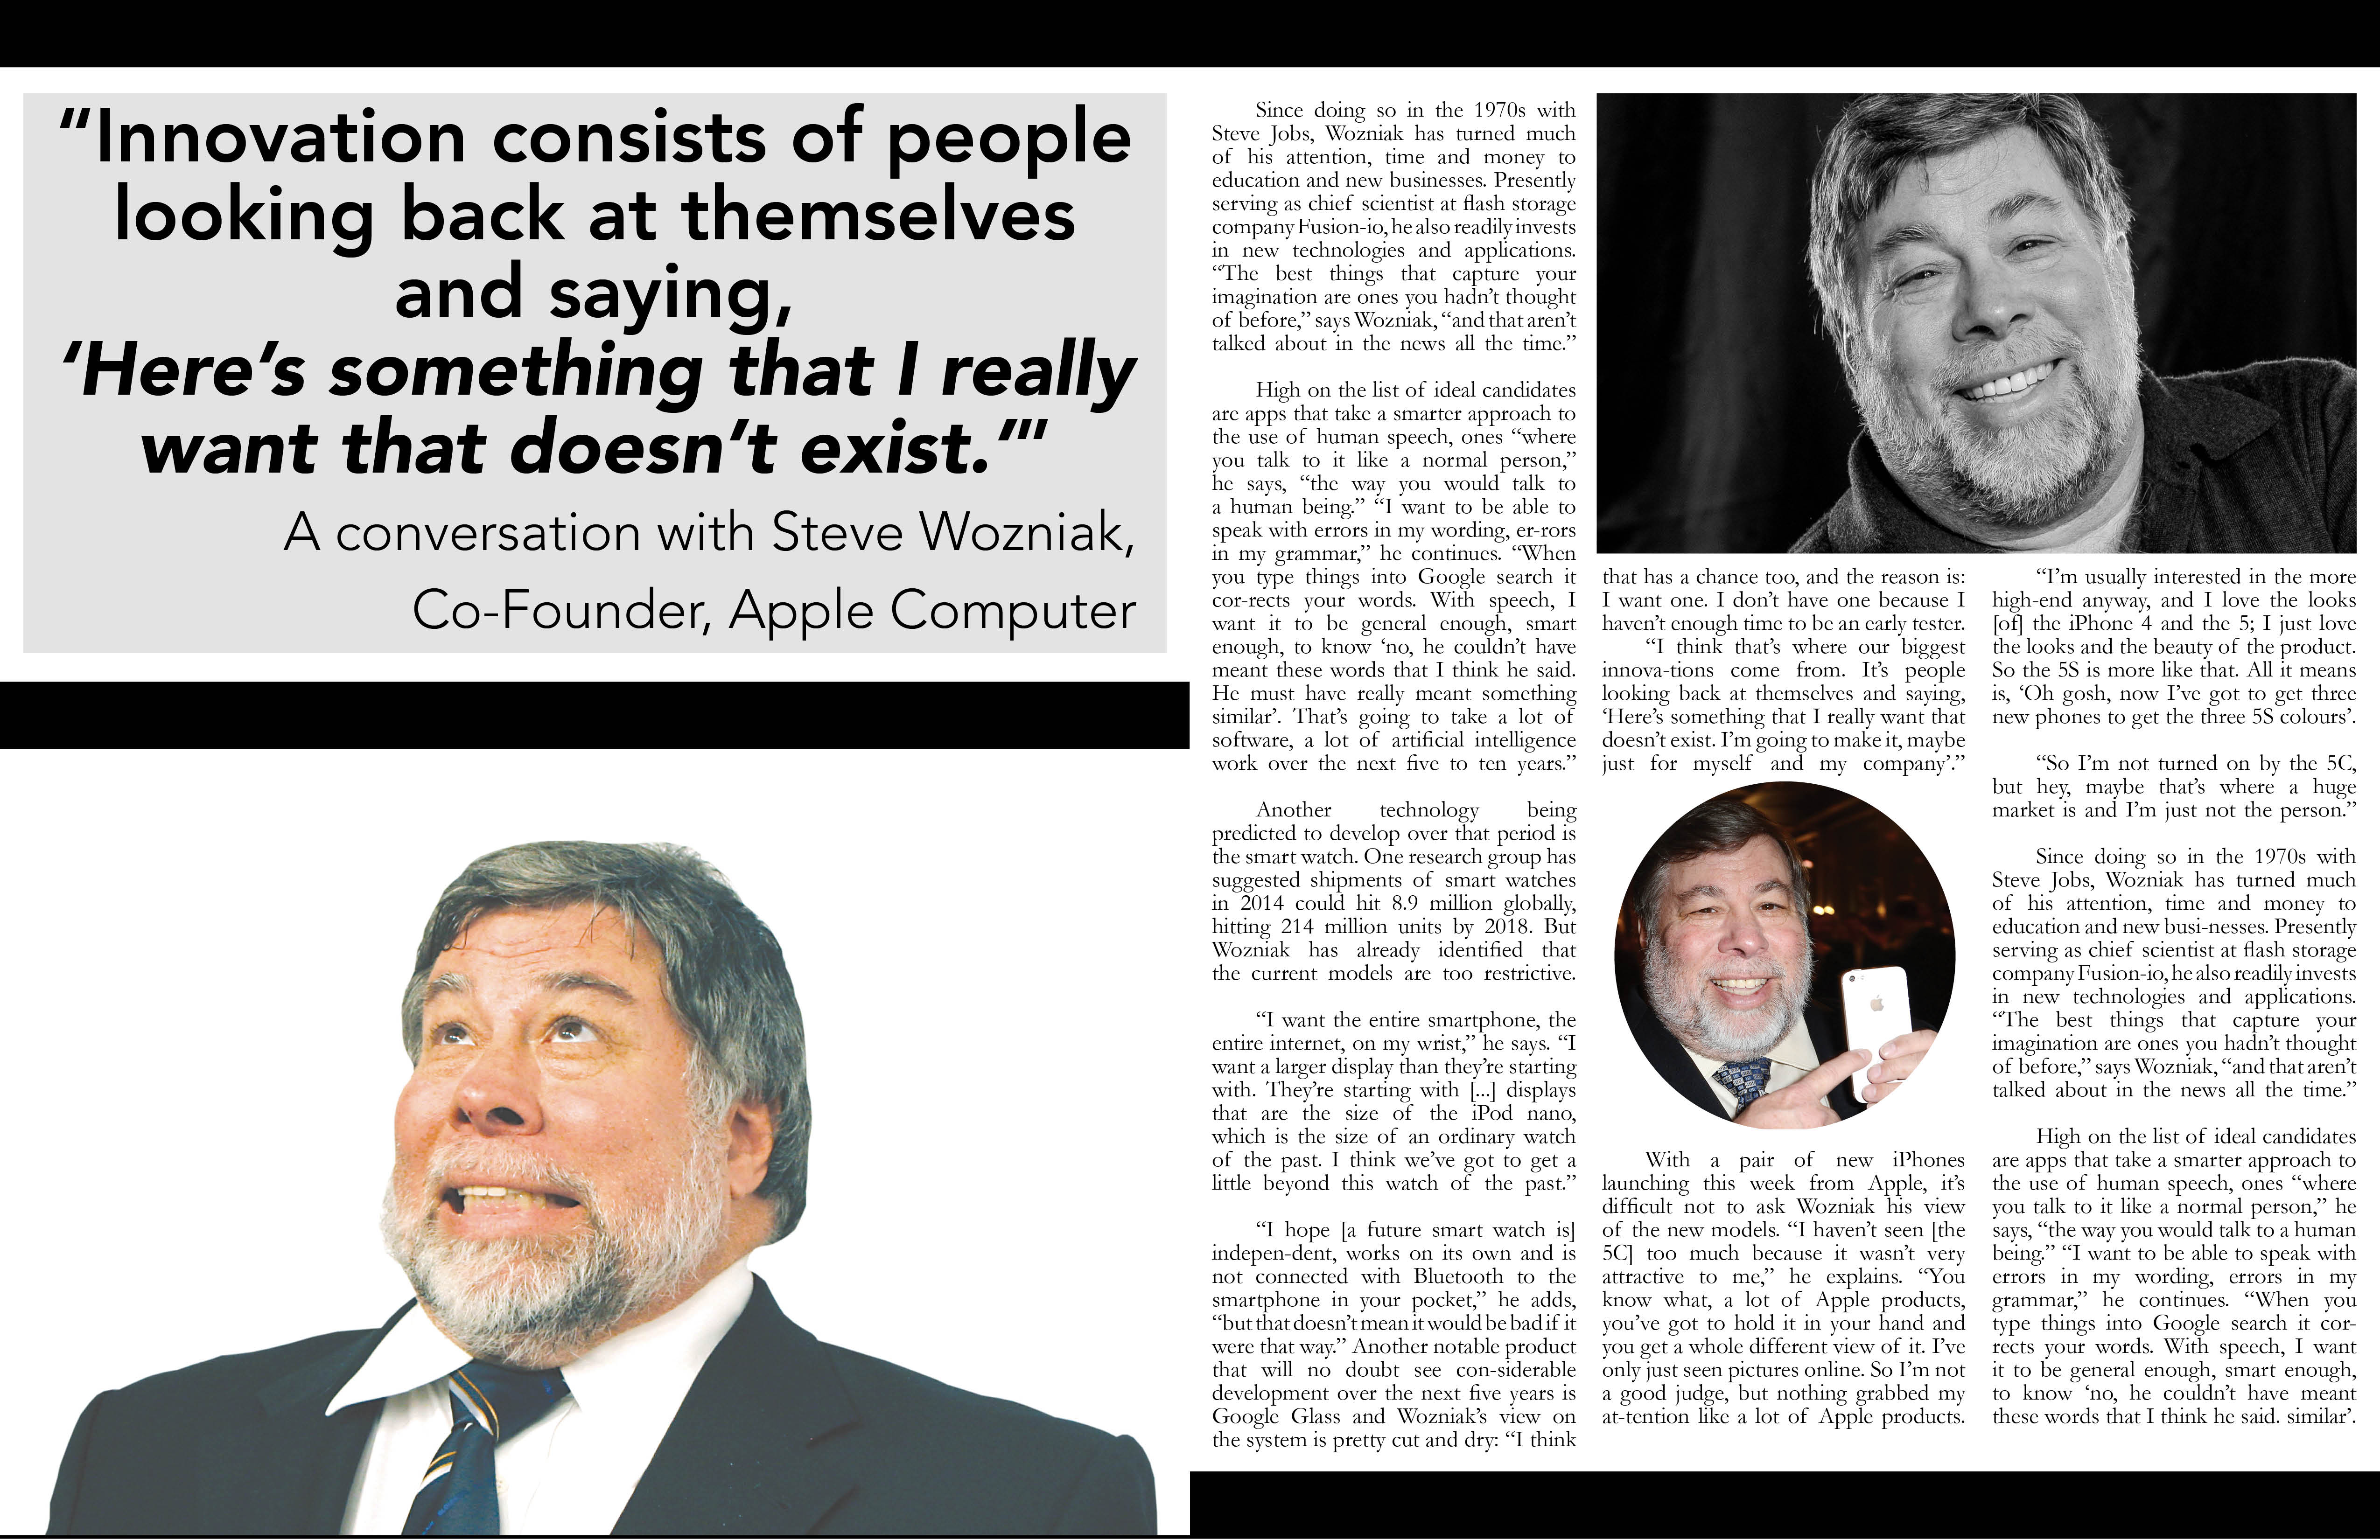 “Innovation consists of people
looking back at themselves
and saying,
‘Here’s something that I really
want that doesn’t exist.’”
A conversation with Steve Wozniak,
Co-Founder, Apple Computer
Since doing so in the 1970s with
Steve Jobs, Wozniak has turned much
of his attention, time and money to
education and new businesses. Presently
serving as chief scientist at flash storage
company Fusion-io, he also readily invests
in new technologies and applications.
“The best things that capture your
imagination are ones you hadn’t thought
of before,” says Wozniak, “and that aren’t
talked about in the news all the time.”
High on the list of ideal candidates
are apps that take a smarter approach to
the use of human speech, ones “where
you talk to it like a normal person,”
he says, “the way you would talk to
a human being.” “I want to be able to
speak with errors in my wording, er-rors
in my grammar,” he continues. “When
you type things into Google search it
cor-rects your words. With speech, I
want it to be general enough, smart
enough, to know ‘no, he couldn’t have
meant these words that I think he said.
He must have really meant something
similar’. That’s going to take a lot of
software, a lot of artificial intelligence
work over the next five to ten years.”
Another technology being
predicted to develop over that period is
the smart watch. One research group has
suggested shipments of smart watches
in 2014 could hit 8.9 million globally,
hitting 214 million units by 2018. But
Wozniak has already identified that
the current models are too restrictive.
“I want the entire smartphone, the
entire internet, on my wrist,” he says. “I
want a larger display than they’re starting
with. They’re starting with [...] displays
that are the size of the iPod nano,
which is the size of an ordinary watch
of the past. I think we’ve got to get a
little beyond this watch of the past.”
“I hope [a future smart watch is]
indepen-dent, works on its own and is
not connected with Bluetooth to the
smartphone in your pocket,” he adds,
“but that doesn’t mean it would be bad if it
were that way.” Another notable product
that will no doubt see con-siderable
development over the next five years is
Google Glass and Wozniak’s view on
the system is pretty cut and dry: “I think
that has a chance too, and the reason is:
I want one. I don’t have one because I
haven’t enough time to be an early tester.
“I think that’s where our biggest
innova-tions come from. It’s people
looking back at themselves and saying,
‘Here’s something that I really want that
doesn’t exist. I’m going to make it, maybe
just for myself and my company’.”
With a pair of new iPhones
launching this week from Apple, it’s
difficult not to ask Wozniak his view
of the new models. “I haven’t seen [the
5C] too much because it wasn’t very
attractive to me,” he explains. “You
know what, a lot of Apple products,
you’ve got to hold it in your hand and
you get a whole different view of it. I’ve
only just seen pictures online. So I’m not
a good judge, but nothing grabbed my
at-tention like a lot of Apple products.
“I’m usually interested in the more
high-end anyway, and I love the looks
[of] the iPhone 4 and the 5; I just love
the looks and the beauty of the product.
So the 5S is more like that. All it means
is, ‘Oh gosh, now I’ve got to get three
new phones to get the three 5S colours’.
“So I’m not turned on by the 5C,
but hey, maybe that’s where a huge
market is and I’m just not the person.”
Since doing so in the 1970s with
Steve Jobs, Wozniak has turned much
of his attention, time and money to
education and new busi-nesses. Presently
serving as chief scientist at flash storage
company Fusion-io, he also readily invests
in new technologies and applications.
“The best things that capture your
imagination are ones you hadn’t thought
of before,” says Wozniak, “and that aren’t
talked about in the news all the time.”
High on the list of ideal candidates
are apps that take a smarter approach to
the use of human speech, ones “where
you talk to it like a normal person,” he
says, “the way you would talk to a human
being.” “I want to be able to speak with
errors in my wording, errors in my
grammar,” he continues. “When you
type things into Google search it cor-
rects your words. With speech, I want
it to be general enough, smart enough,
to know ‘no, he couldn’t have meant
these words that I think he said. similar’.